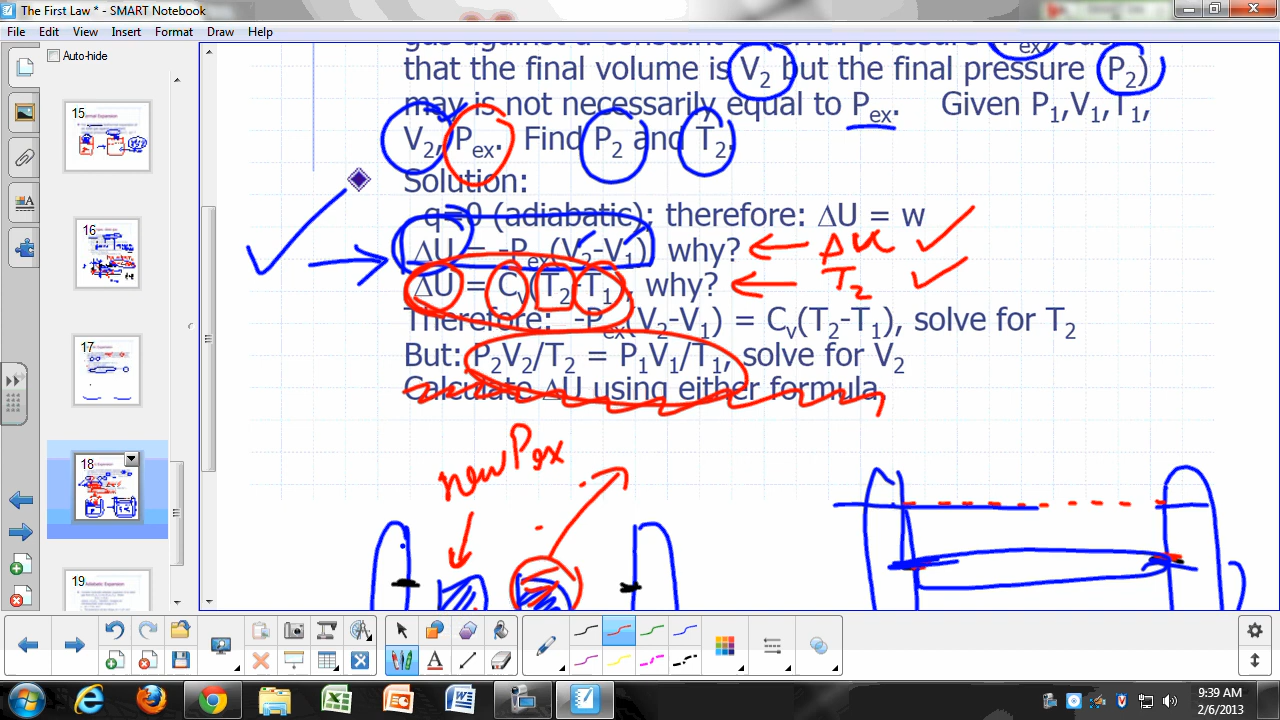 The First Law * - SMART Notebook
File Edit View Insert Format Draw Help
Auto-hide
15
16
17
18
19
that the final volume is V2 but the final pressure (P2)
may is not necessarily equal to Pex. Given P1,V1,T1,
V2, Pex. Find P2 and T2.
Solution:
q=0 (adiabatic); therefore: ΔU = w
ΔU = -Pex(V2-V1), why? ← ΔU
ΔU = Cv(T2-T1), why? ← T2
Therefore: -Pex(V2-V1) = Cv(T2-T1), solve for T2
But: P2V2/T2 = P1V1/T1, solve for V2
Calculate ΔU using either formula
new Pex
9:39 AM
2/6/2013